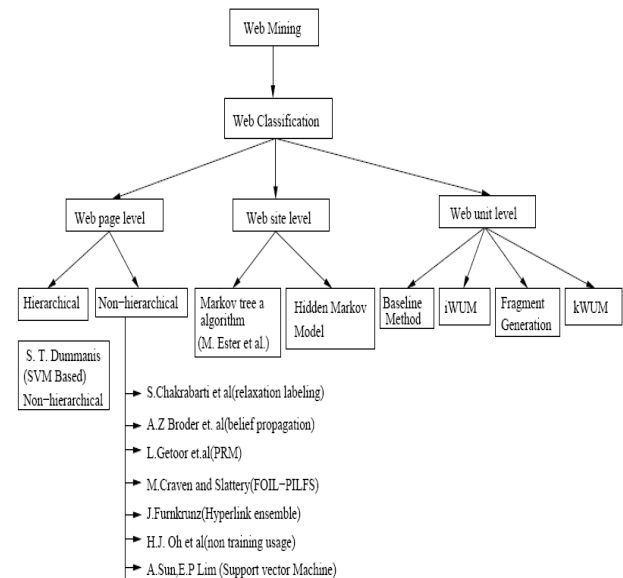 Web Mining
Web Classification
Web page level
Web site level
Web unit level
Hierarchical
Non-hierarchical
Markov tree a
algorithm
(M. Ester et al.)
Hidden Markov
Model
Baseline
Method
iWUM
Fragment
Generation
kWUM
S. T. Dummanis
(SVM Based)
Non-hierarchical
S.Chakrabarti et al(relaxation labeling)
A.Z Broder et. al(belief propagation)
L.Getoor et.al(PRM)
M.Craven and Slattery(FOIL-PILFS)
J.Furnkrunz(Hyperlink ensemble)
H.J. Oh et al(non training usage)
A.Sun,E.P Lim (Support vector Machine)